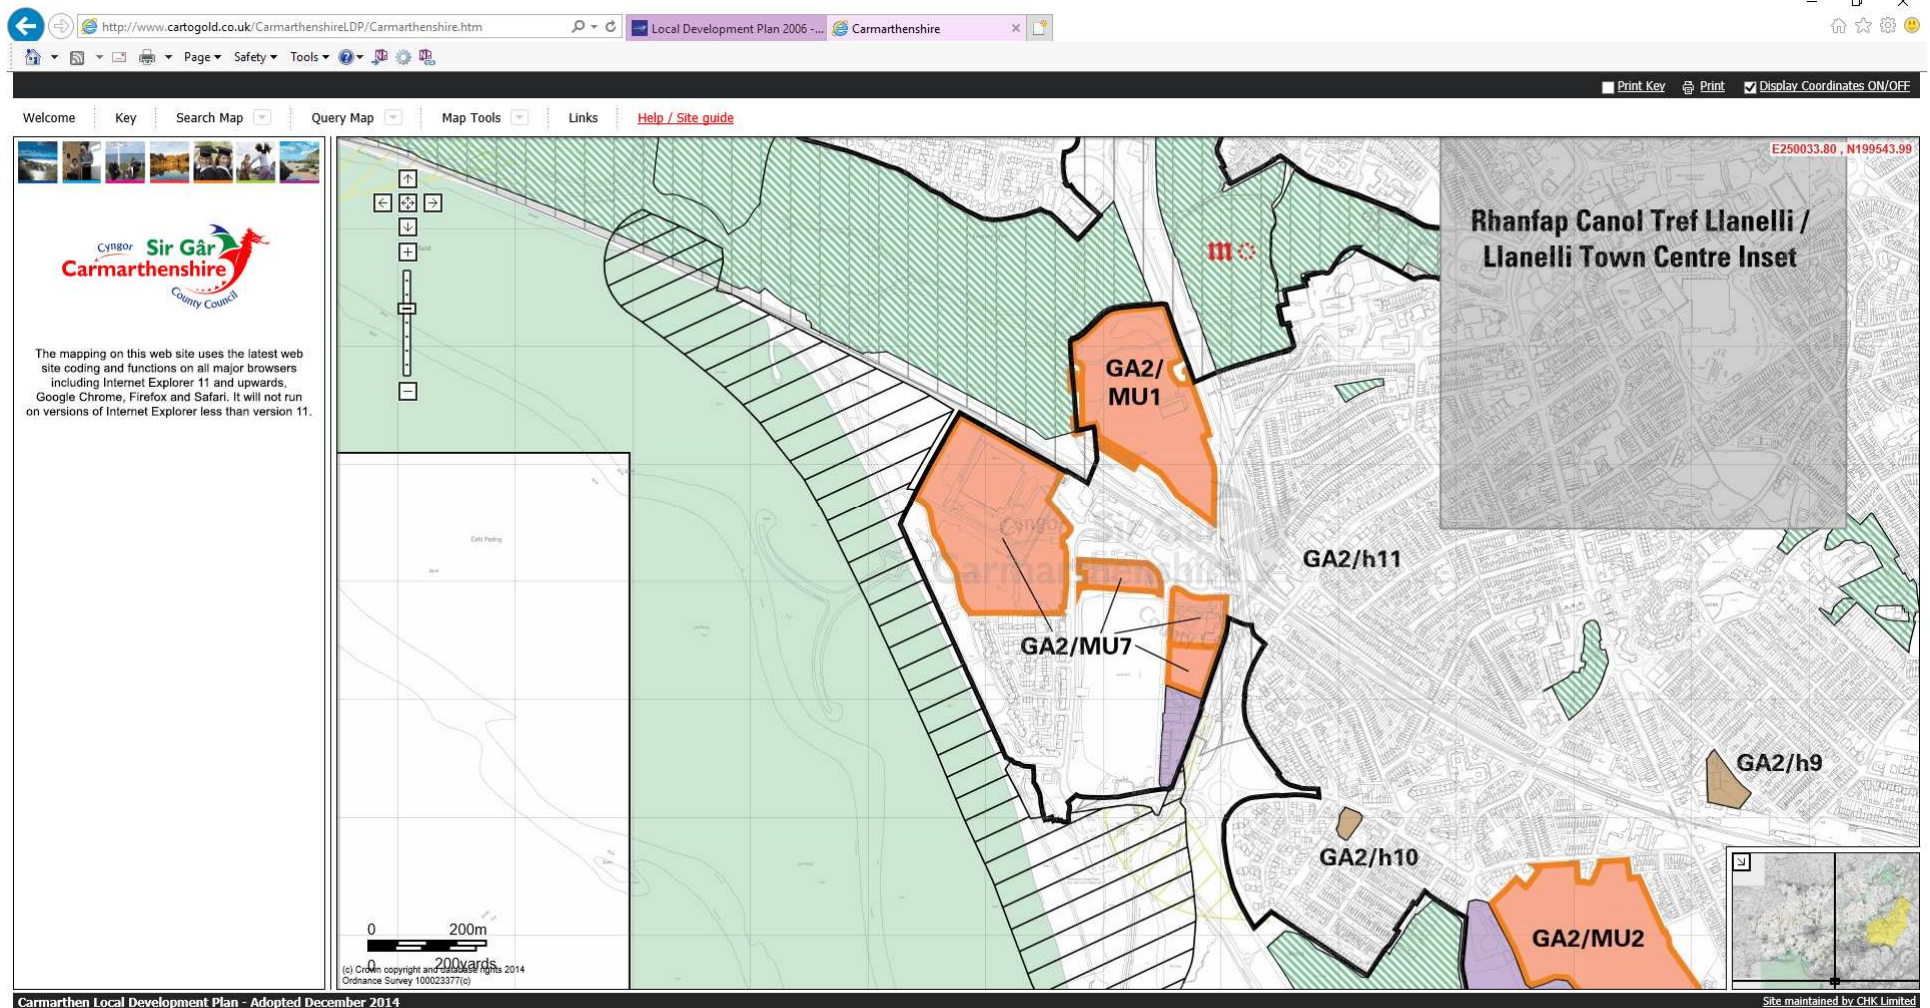 http://www.cartogold.co.uk/CarmarthenshireLDP/Carmarthenshire.htm
Local Development Plan 2006 -...
Carmarthenshire
Page
Safety
Tools
Print Key
Print
Display Coordinates ON/OFF
Welcome
Key
Search Map
Query Map
Map Tools
Links
Help / Site guide
E250033.80 , N199543.99
Cyngor Sir Gâr
Carmarthenshire
County Council
The mapping on this web site uses the latest web
site coding and functions on all major browsers
including Internet Explorer 11 and upwards,
Google Chrome, Firefox and Safari. It will not run
on versions of Internet Explorer less than version 11.
Rhanfap Canol Tref Llanelli /
Llanelli Town Centre Inset
m
GA2/
MU1
Cyngor Sir Gâr
Carmarthenshire
County Council
GA2/h11
GA2/MU7
GA2/h9
GA2/h10
GA2/MU2
0 200m
0 200yards
(c) Crown copyright and database rights 2014
Ordnance Survey 100023377(c)
Carmarthen Local Development Plan - Adopted December 2014
Site maintained by CHK Limited